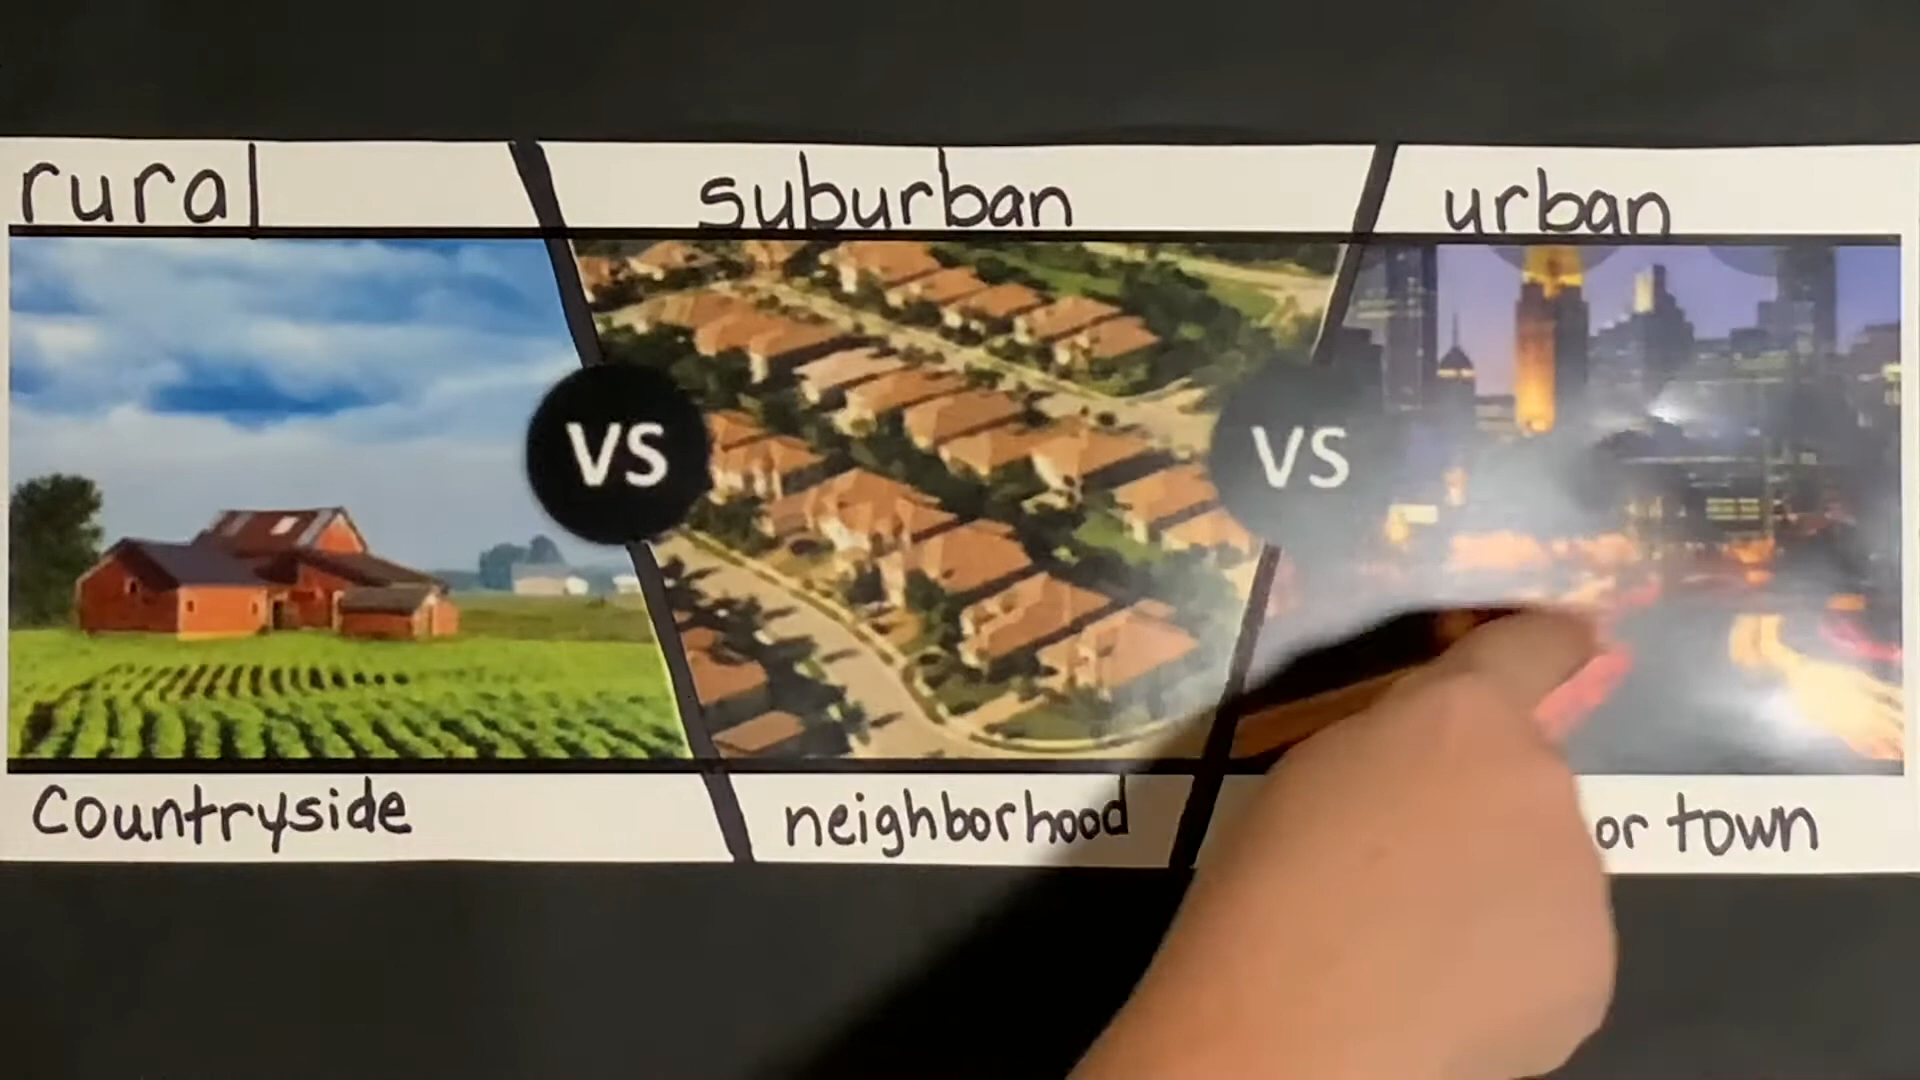 rural suburban urban
VS VS
Countryside neighborhood or town